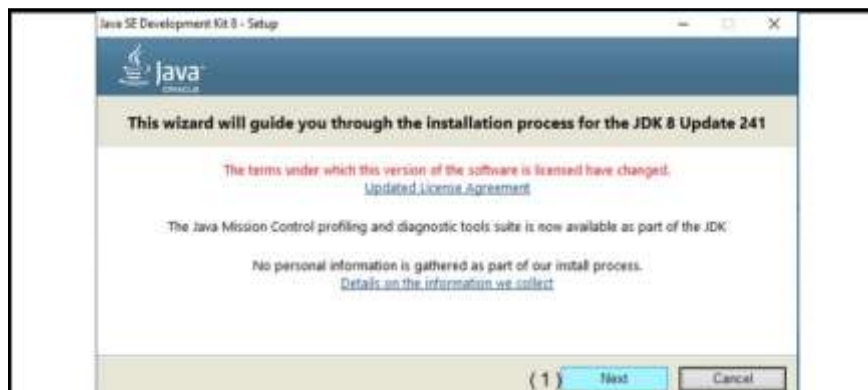 Java SE Development Kit 8 - Setup
Java
ORACLE
This wizard will guide you through the installation process for the JDK 8 Update 241
The terms under which this version of the software is licensed have changed.
Updated License Agreement
The Java Mission Control profiling and diagnostic tools suite is now available as part of the JDK
No personal information is gathered as part of our install process.
Details on the information we collect
(1) Next Cancel